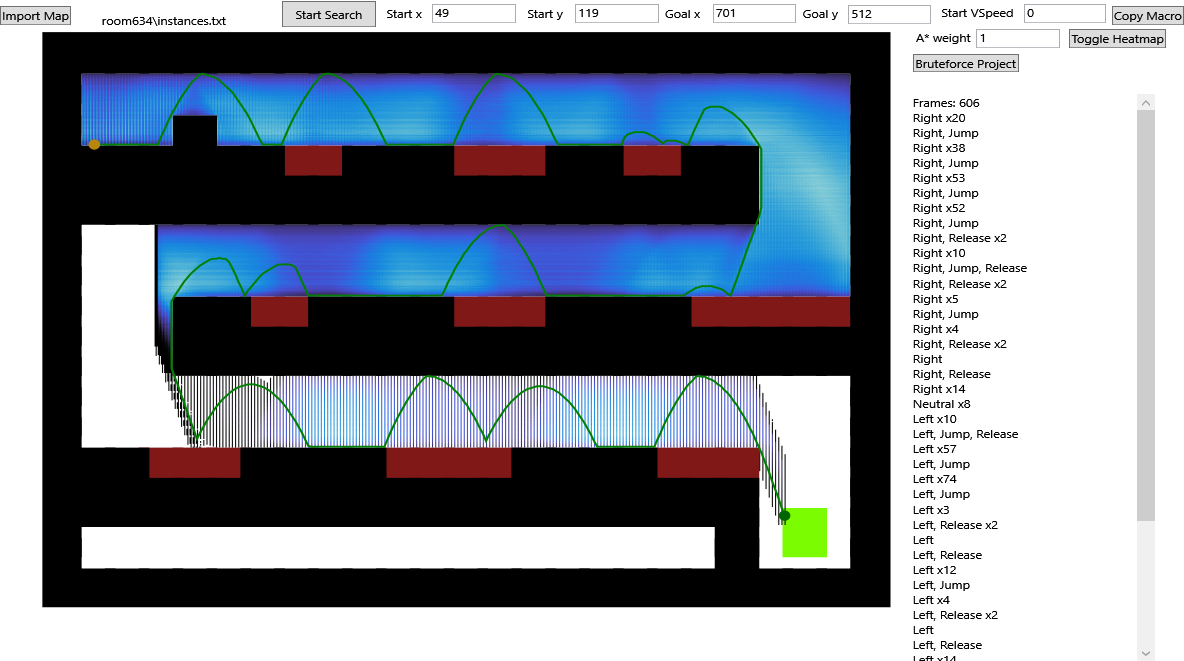 Import Map
room634\instances.txt
Start Search
Start x 49
Start y 119
Goal x 701
Goal y 512
Start VSpeed 0
Copy Macro
A* weight 1
Toggle Heatmap
Bruteforce Project
Frames: 606
Right x20
Right, Jump
Right x38
Right, Jump
Right x53
Right, Jump
Right x52
Right, Jump
Right, Release x2
Right x10
Right, Jump, Release
Right, Release x2
Right x5
Right, Jump
Right x4
Right, Release x2
Right
Right, Release
Right x14
Neutral x8
Left x10
Left, Jump, Release
Left x57
Left, Jump
Left x74
Left, Jump
Left x3
Left, Release x2
Left
Left, Release
Left x12
Left, Jump
Left x4
Left, Release x2
Left
Left, Release
Left x14